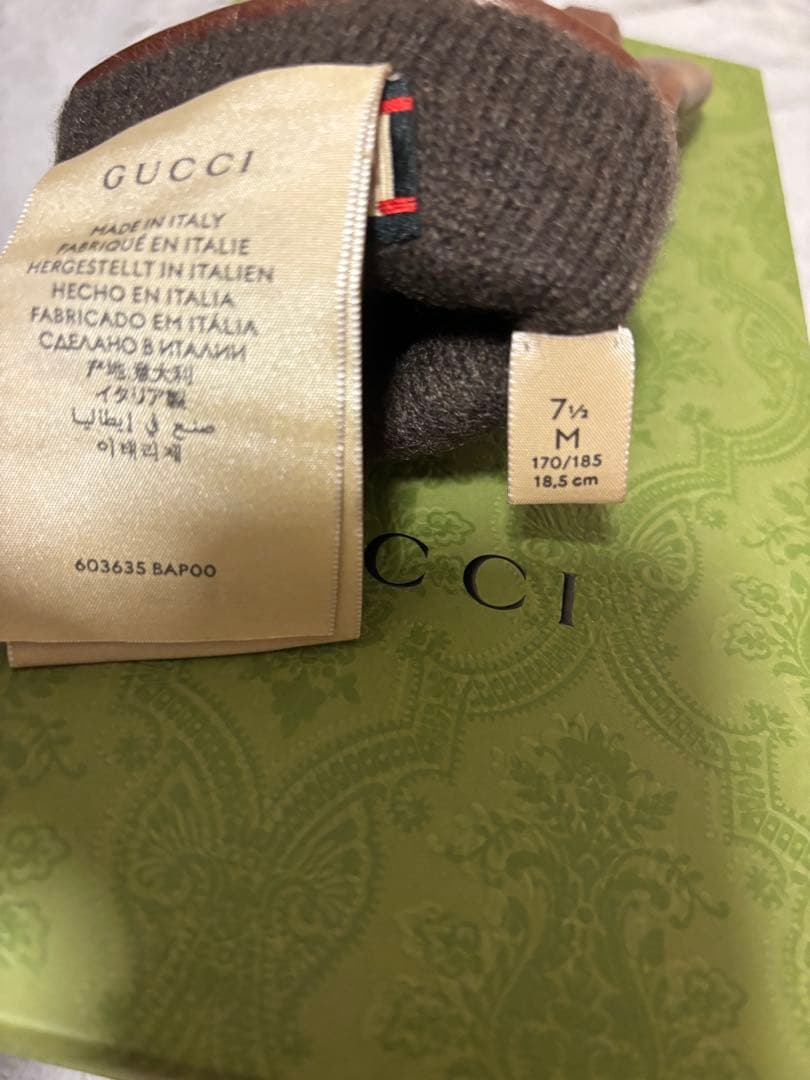 GUCCI
MADE IN ITALY
FABRIQUÉ EN ITALIE
HERGESTELLT IN ITALIEN
HECHO EN ITALIA
FABRICADO EM ITÁLIA
СДЕЛАНО В ИТАЛИИ
产地:意大利
イタリア製
صنع في إيطاليا
이태리제
603635 BAP00
7 ½
M
170/185
18,5 cm
CCI